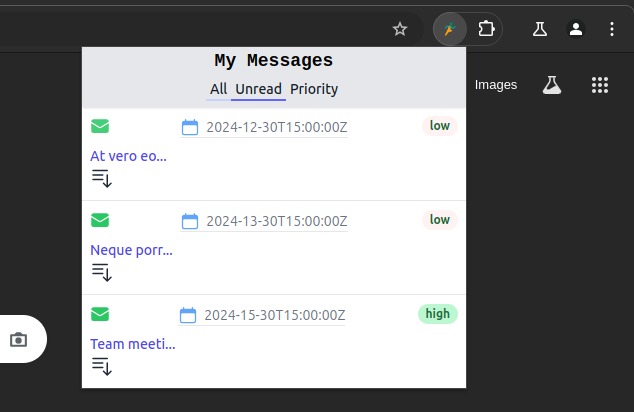 My Messages
All Unread Priority
Images
2024-12-30T15:00:00Z low
At vero eo...
2024-13-30T15:00:00Z low
Neque porr...
2024-15-30T15:00:00Z high
Team meeti...